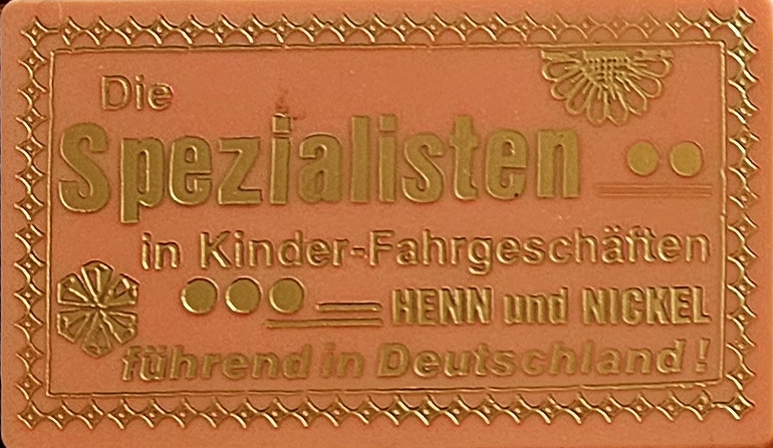 Die
Spezialisten
in Kinder-Fahrgeschäften
HENN und NICKEL
führend in Deutschland!